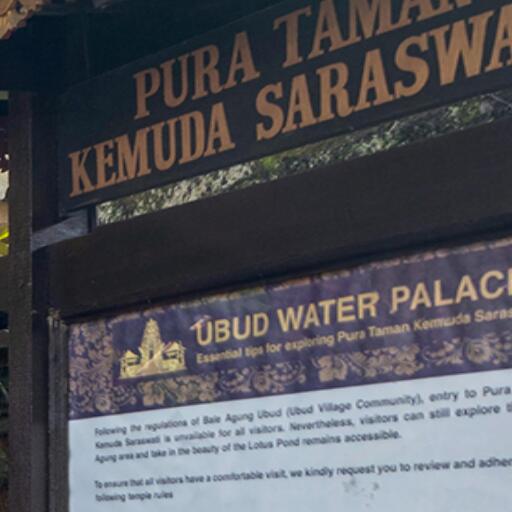 PURA TAMAN
KEMUDA SARASWA
UBUD WATER PALACE
Essential tips for exploring Pura Taman Kemuda Saras
Following the regulations of Bale Agung Ubud (Ubud Village Community), entry to Pura
Kemuda Saraswati is unvailable for all visitors. Nevertheless, visitors can still explore t
Agung area and take in the beauty of the Lotus Pond remains accessible.
To ensure that all visitors have a comfortable visit, we kindly request you to review and adher
following temple rules